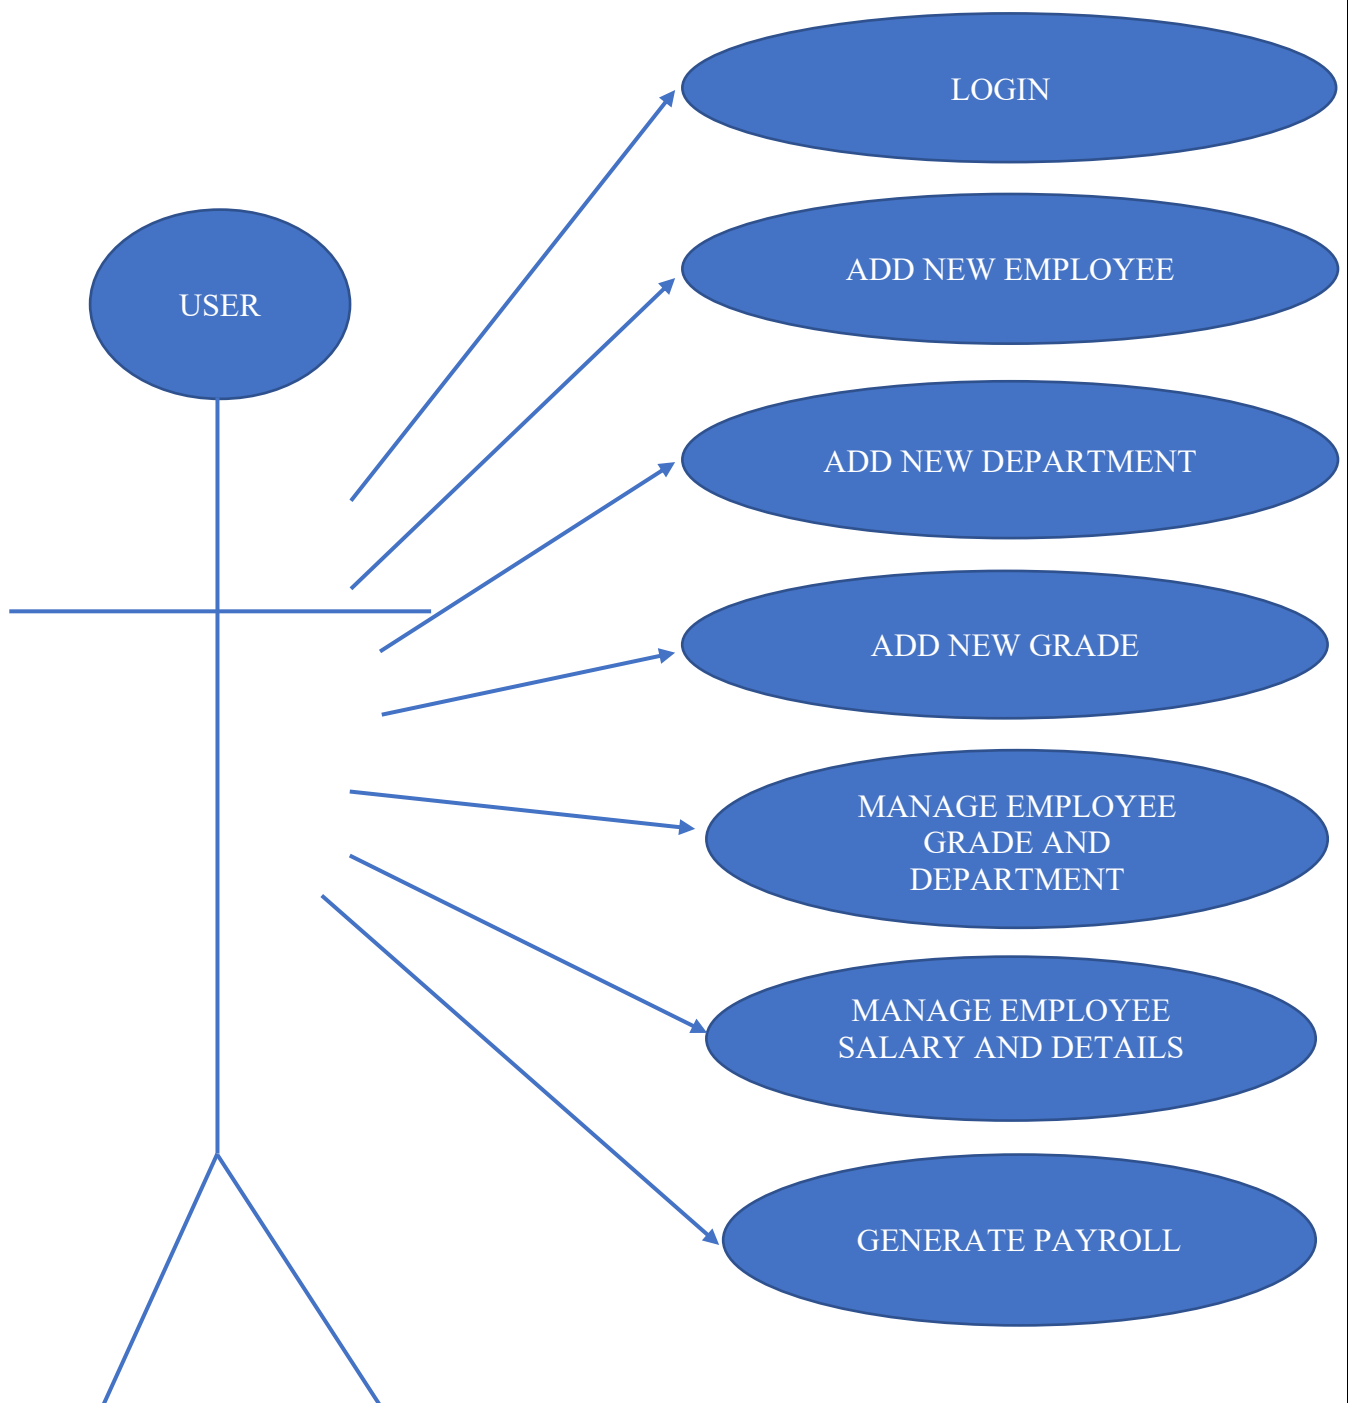 LOGIN
ADD NEW EMPLOYEE
USER
ADD NEW DEPARTMENT
ADD NEW GRADE
MANAGE EMPLOYEE
GRADE AND
DEPARTMENT
MANAGE EMPLOYEE
SALARY AND DETAILS
GENERATE PAYROLL